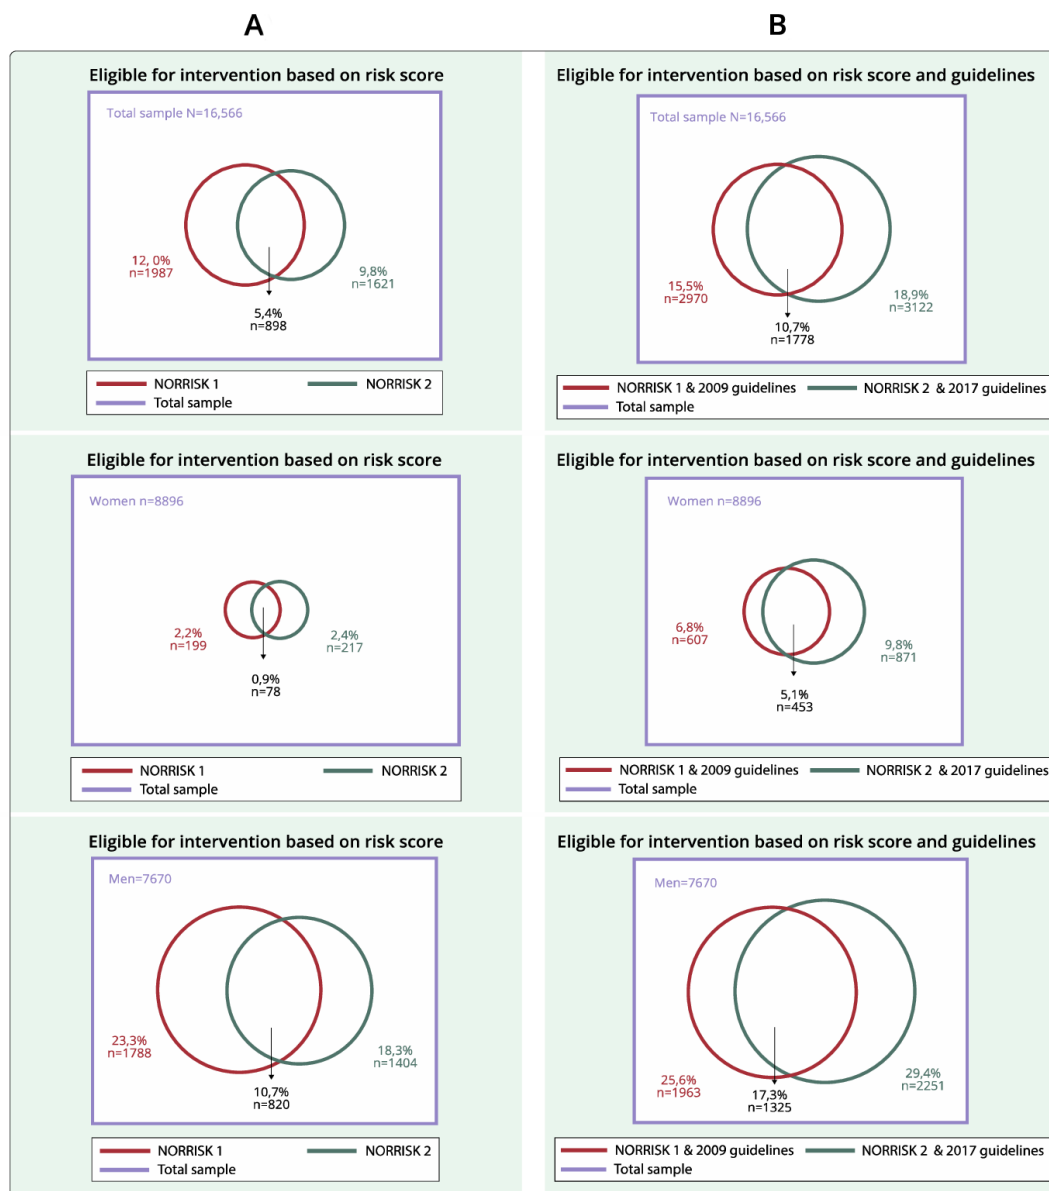 A
B
Eligible for intervention based on risk score
Total sample N=16,566
12, 0%
n=1987
9,8%
n=1621
5,4%
n=898
NORRISK 1
NORRISK 2
Total sample
Eligible for intervention based on risk score and guidelines
Total sample N=16,566
15,5%
n=2970
18,9%
n=3122
10,7%
n=1778
NORRISK 1 & 2009 guidelines
NORRISK 2 & 2017 guidelines
Total sample
Eligible for intervention based on risk score
Women n=8896
2,2%
n=199
2,4%
n=217
0,9%
n=78
NORRISK 1
NORRISK 2
Total sample
Eligible for intervention based on risk score and guidelines
Women n=8896
6,8%
n=607
9,8%
n=871
5,1%
n=453
NORRISK 1 & 2009 guidelines
NORRISK 2 & 2017 guidelines
Total sample
Eligible for intervention based on risk score
Men=7670
23,3%
n=1788
18,3%
n=1404
10,7%
n=820
NORRISK 1
NORRISK 2
Total sample
Eligible for intervention based on risk score and guidelines
Men=7670
25,6%
n=1963
29,4%
n=2251
17,3%
n=1325
NORRISK 1 & 2009 guidelines
NORRISK 2 & 2017 guidelines
Total sample